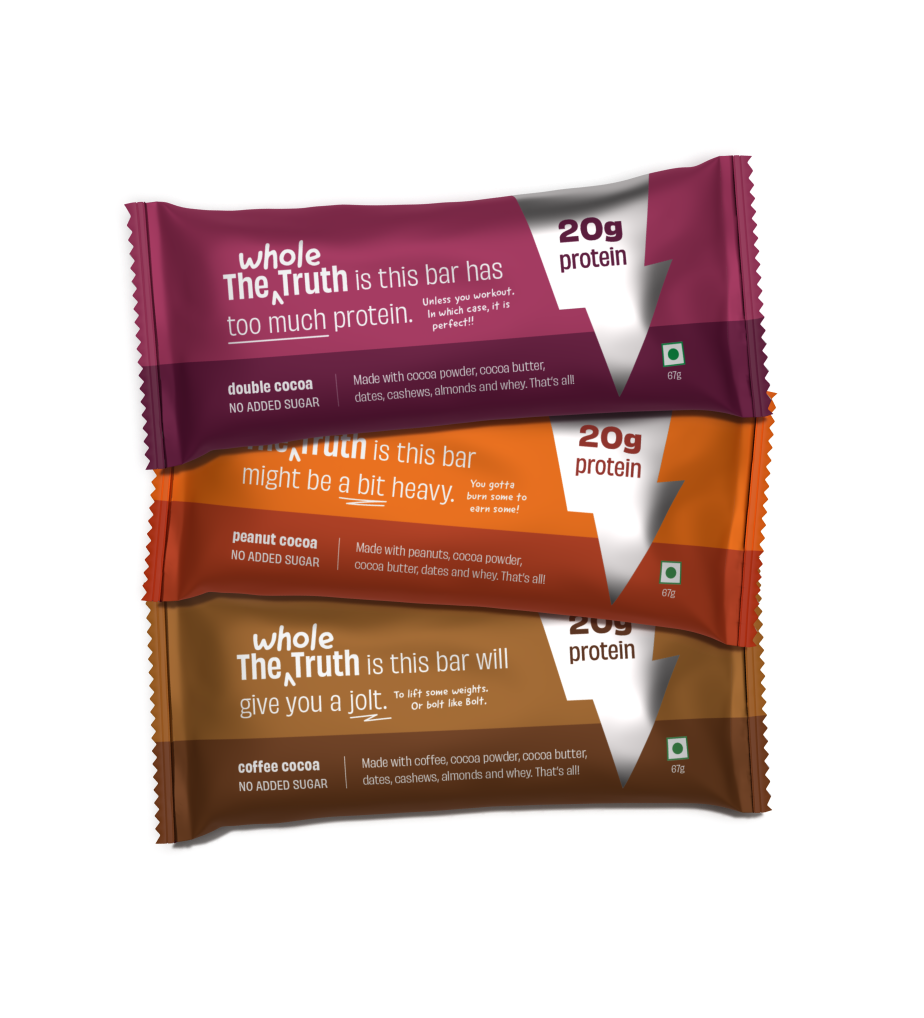 whole
The ‸ Truth is this bar has
too much protein.
Unless you workout.
In which case, it is
perfect!!
20g
protein
double cocoa
NO ADDED SUGAR
Made with cocoa powder, cocoa butter,
dates, cashews, almonds and whey. That's all!
67g
The ‸ Truth is this bar
might be a bit heavy.
You gotta
burn some to
earn some!
20g
protein
peanut cocoa
NO ADDED SUGAR
Made with peanuts, cocoa powder,
cocoa butter, dates and whey. That's all!
67g
whole
The ‸ Truth is this bar will
give you a jolt.
To lift some weights.
Or bolt like Bolt.
20g
protein
coffee cocoa
NO ADDED SUGAR
Made with coffee, cocoa powder, cocoa butter,
dates, cashews, almonds and whey. That's all!
67g